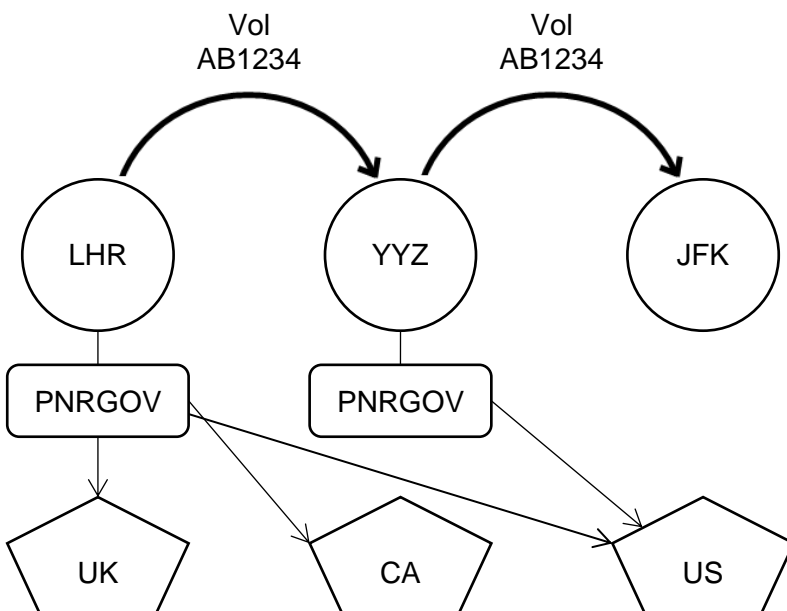 Vol
AB1234
Vol
AB1234
LHR
YYZ
JFK
PNRGOV
PNRGOV
UK
CA
US